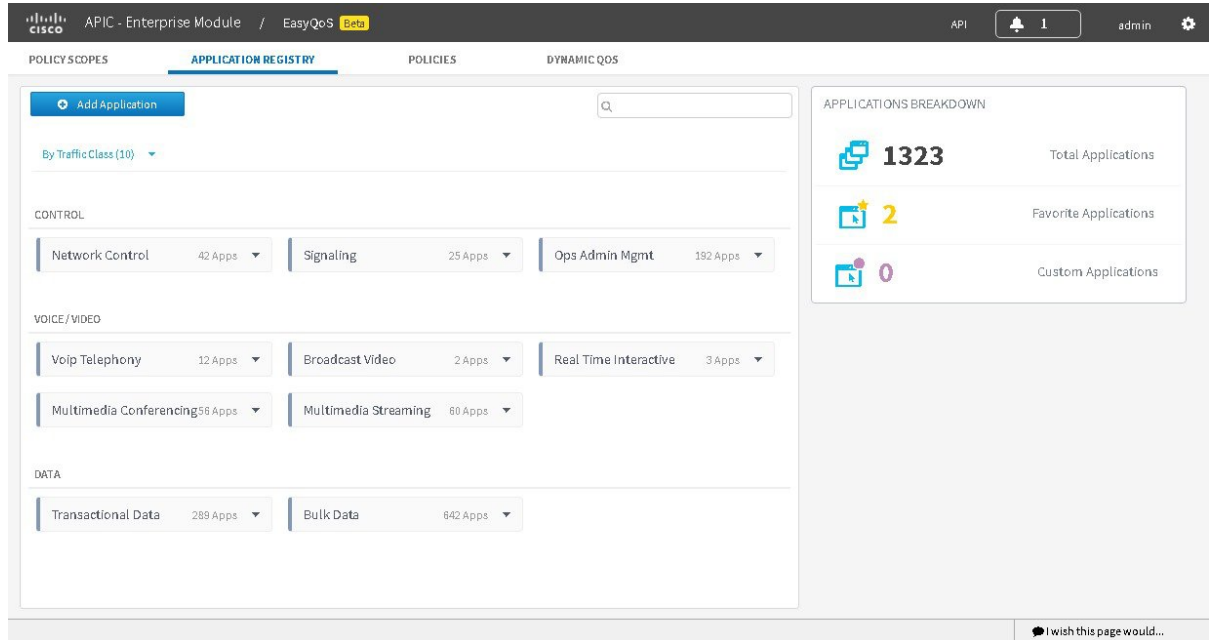 CISCO APIC - Enterprise Module / EasyQoS Beta API 1 admin
POLICY SCOPES APPLICATION REGISTRY POLICIES DYNAMIC QOS
Add Application
By Traffic Class (10)
CONTROL
Network Control 42 Apps Signaling 25 Apps Ops Admin Mgmt 192 Apps
VOICE / VIDEO
Voip Telephony 12 Apps Broadcast Video 2 Apps Real Time Interactive 3 Apps
Multimedia Conferencing 56 Apps Multimedia Streaming 60 Apps
DATA
Transactional Data 289 Apps Bulk Data 642 Apps
APPLICATIONS BREAKDOWN
1323 Total Applications
2 Favorite Applications
0 Custom Applications
I wish this page would...